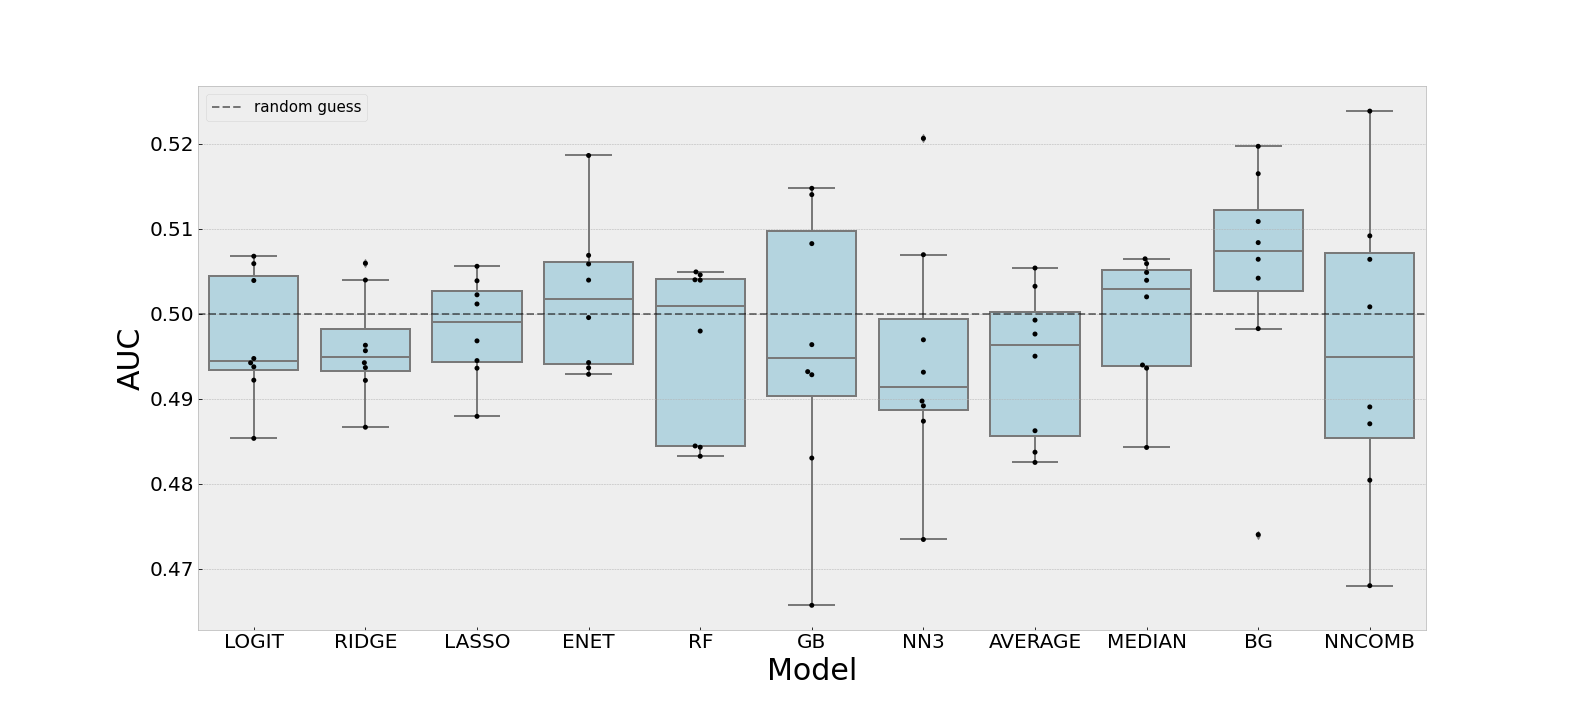 random guess
0.52
0.51
0.50
0.49
0.48
0.47
AUC
LOGIT RIDGE LASSO ENET RF GB NN3 AVERAGE MEDIAN BG NNCOMB
Model